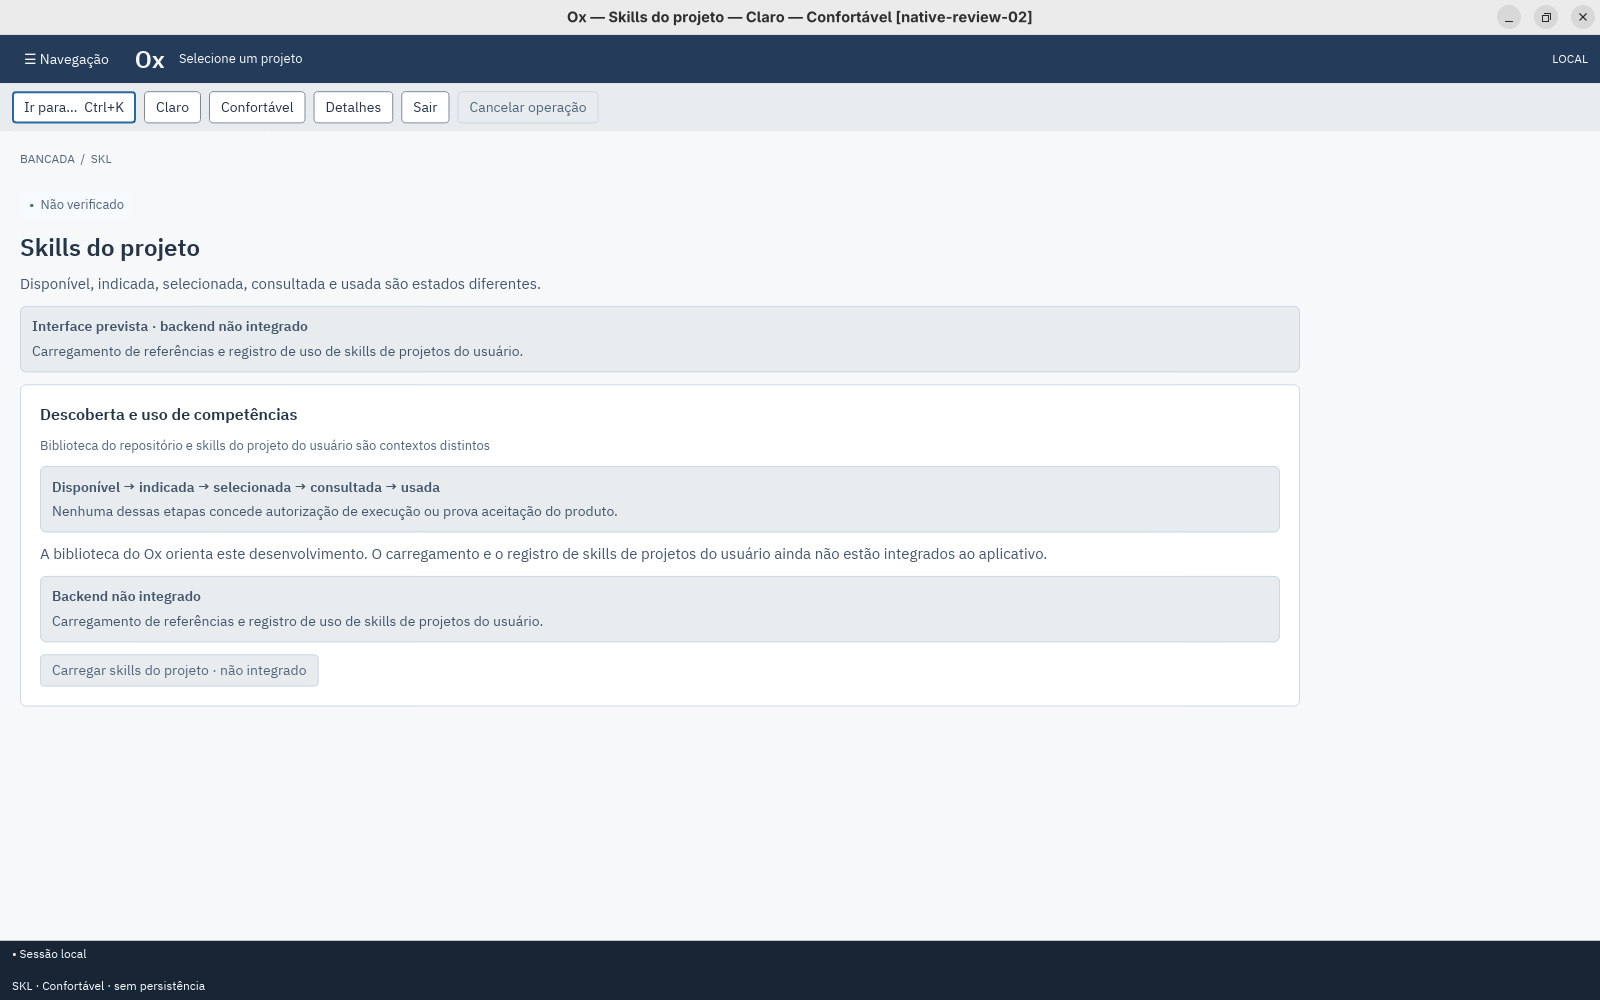 Ox — Skills do projeto — Claro — Confortável [native-review-02]
☰ Navegação Ox Selecione um projeto LOCAL
Ir para... Ctrl+K Claro Confortável Detalhes Sair Cancelar operação
BANCADA / SKL
• Não verificado
Skills do projeto
Disponível, indicada, selecionada, consultada e usada são estados diferentes.
Interface prevista · backend não integrado
Carregamento de referências e registro de uso de skills de projetos do usuário.
Descoberta e uso de competências
Biblioteca do repositório e skills do projeto do usuário são contextos distintos
Disponível → indicada → selecionada → consultada → usada
Nenhuma dessas etapas concede autorização de execução ou prova aceitação do produto.
A biblioteca do Ox orienta este desenvolvimento. O carregamento e o registro de skills de projetos do usuário ainda não estão integrados ao aplicativo.
Backend não integrado
Carregamento de referências e registro de uso de skills de projetos do usuário.
Carregar skills do projeto · não integrado
• Sessão local
SKL · Confortável · sem persistência